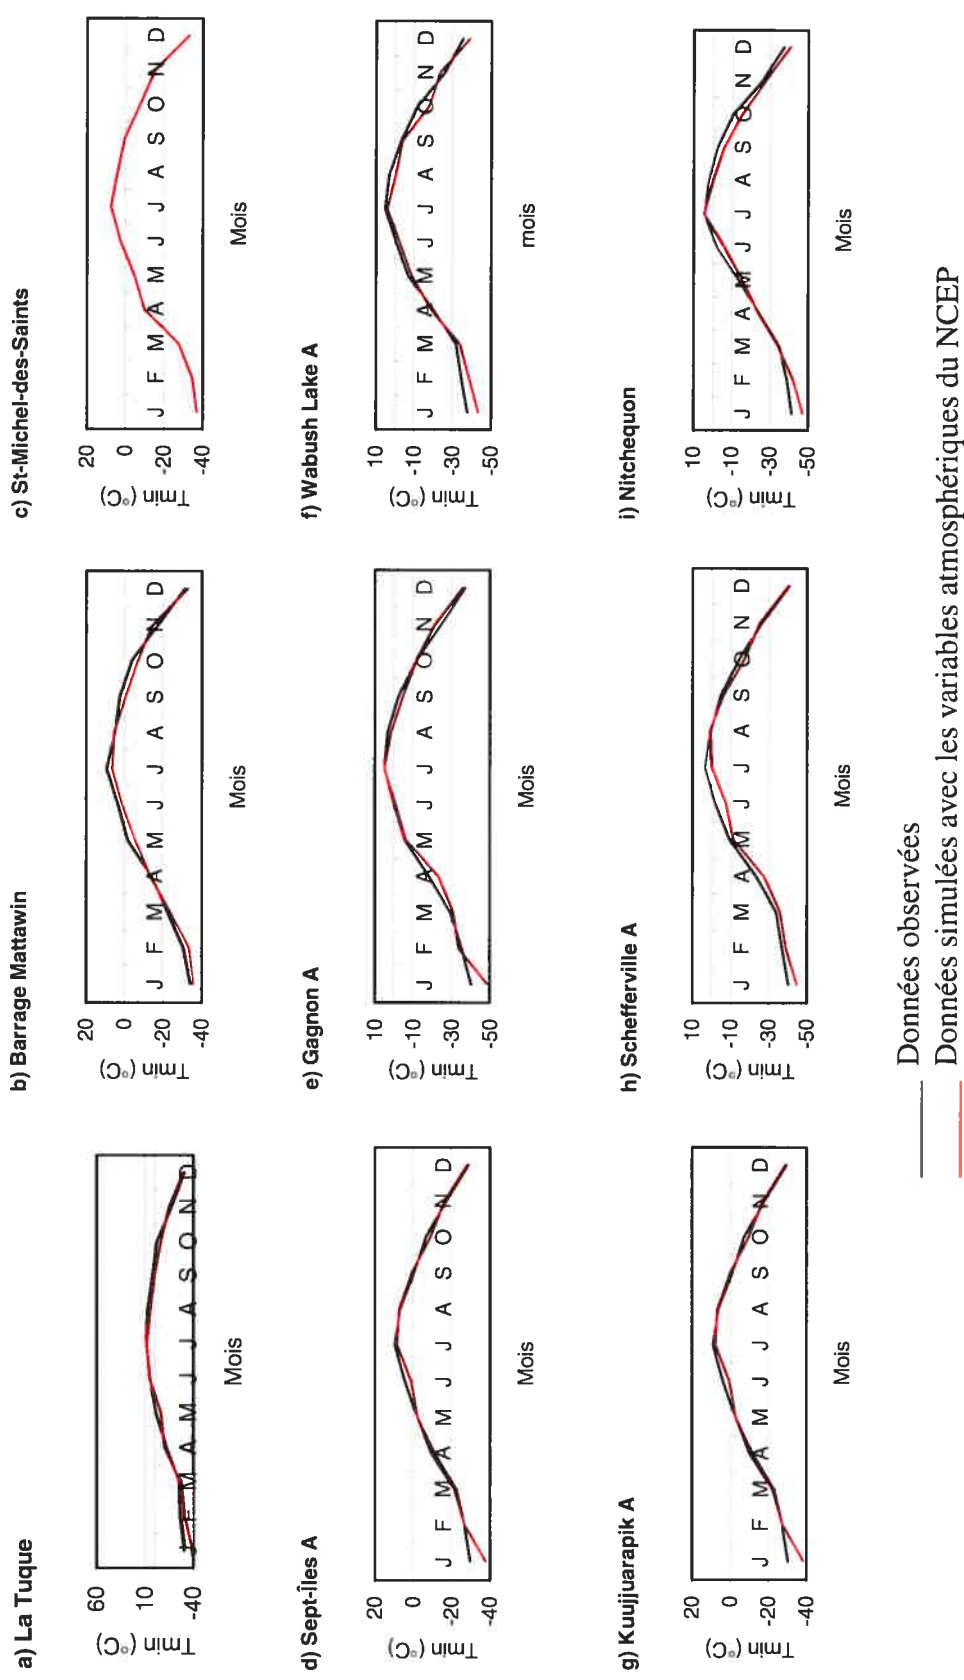 a) La Tuque
Tmin (°C)
60
10
-40
J F M A M J J A S O N D
Mois
b) Barrage Mattawin
Tmin (°C)
20
0
-20
-40
J F M A M J J A S O N D
Mois
c) St-Michel-des-Saints
Tmin (°C)
20
0
-20
-40
J F M A M J J A S O N D
Mois
d) Sept-Îles A
Tmin (°C)
20
0
-20
-40
J F M A M J J A S O N D
Mois
e) Gagnon A
Tmin (°C)
10
-10
-30
-50
J F M A M J J A S O N D
Mois
f) Wabush Lake A
Tmin (°C)
10
-10
-30
-50
J F M A M J J A S O N D
mois
g) Kuujjuarapik A
Tmin (°C)
20
0
-20
-40
J F M A M J J A S O N D
Mois
h) Schefferville A
Tmin (°C)
10
-10
-30
-50
J F M A M J J A S O N D
Mois
i) Nitchequon
Tmin (°C)
10
-10
-30
-50
J F M A M J J A S O N D
Mois
Données observées
Données simulées avec les variables atmosphériques du NCEP